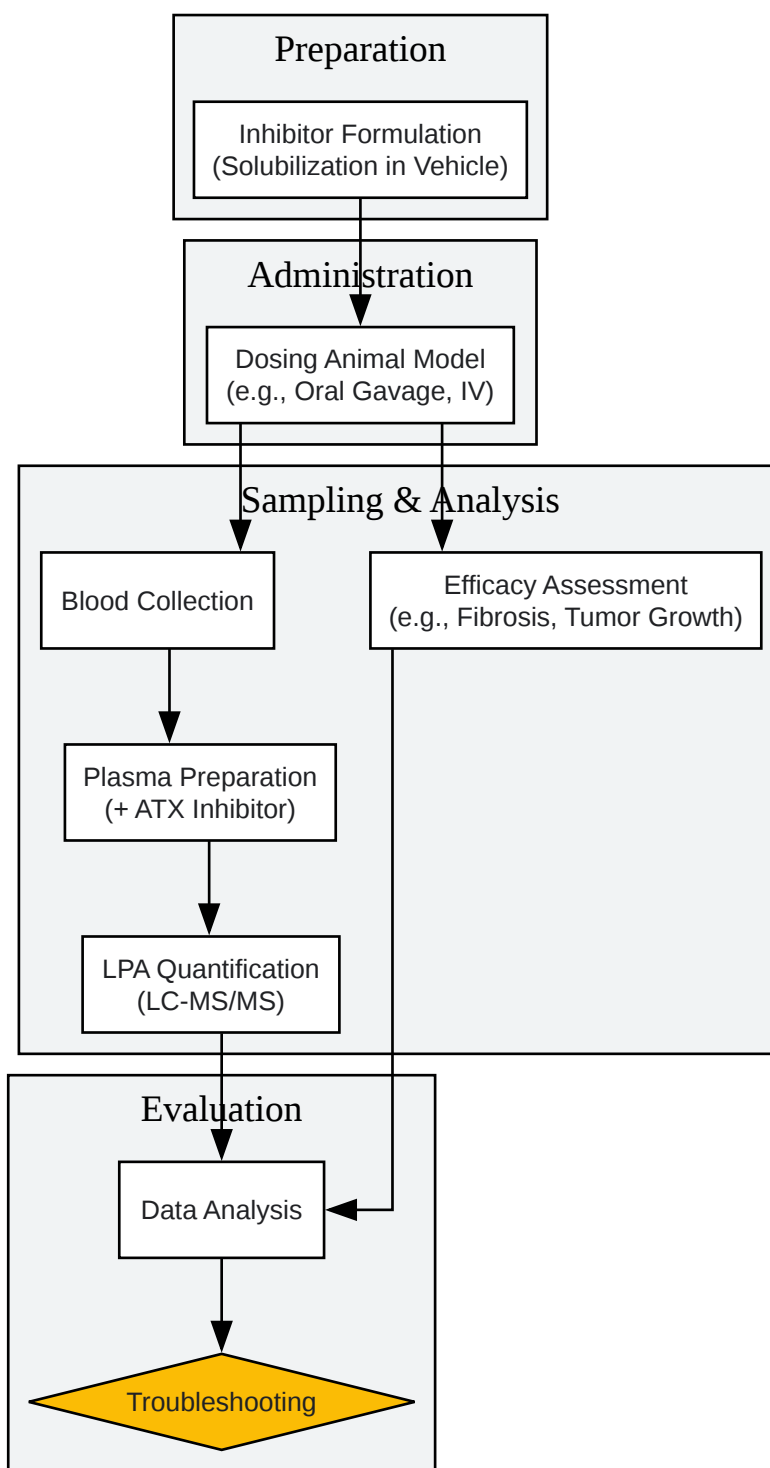 Preparation
Inhibitor Formulation
(Solubilization in Vehicle)
Administration
Dosing Animal Model
(e.g., Oral Gavage, IV)
Sampling & Analysis
Blood Collection
Efficacy Assessment
(e.g., Fibrosis, Tumor Growth)
Plasma Preparation
(+ ATX Inhibitor)
LPA Quantification
(LC-MS/MS)
Evaluation
Data Analysis
Troubleshooting